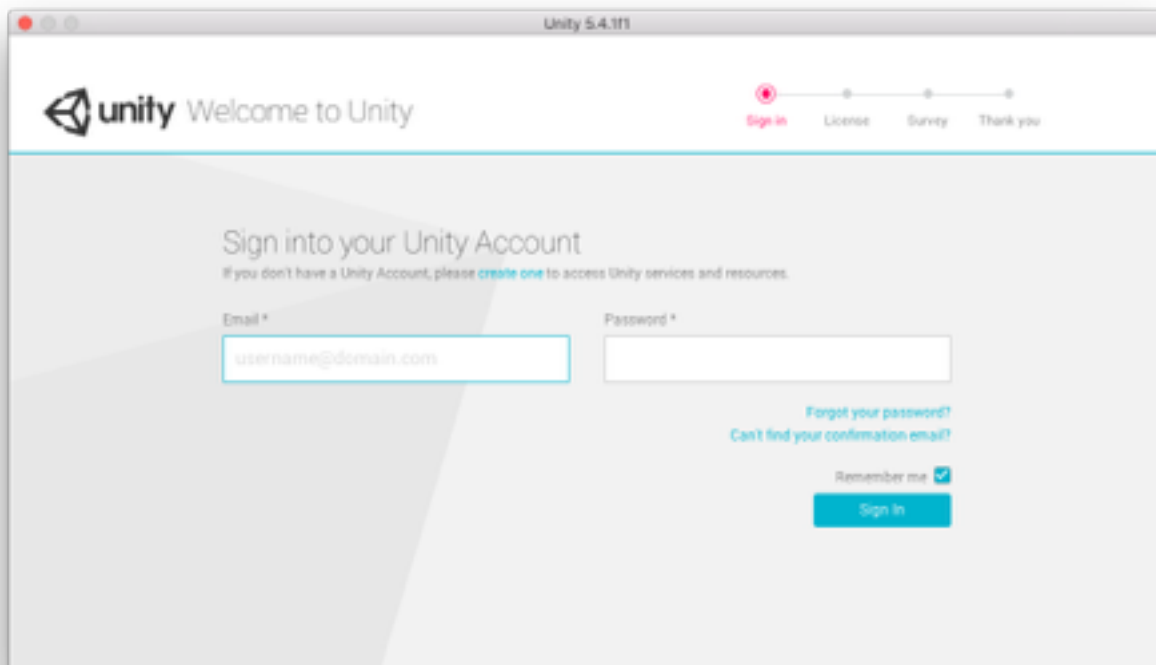 Unity 5.4.1f1
unity Welcome to Unity
Sign in License Survey Thank you
Sign into your Unity Account
If you don't have a Unity Account, please create one to access Unity services and resources.
Email * Password *
username@domain.com
Forgot your password?
Can't find your confirmation email?
Remember me
Sign In